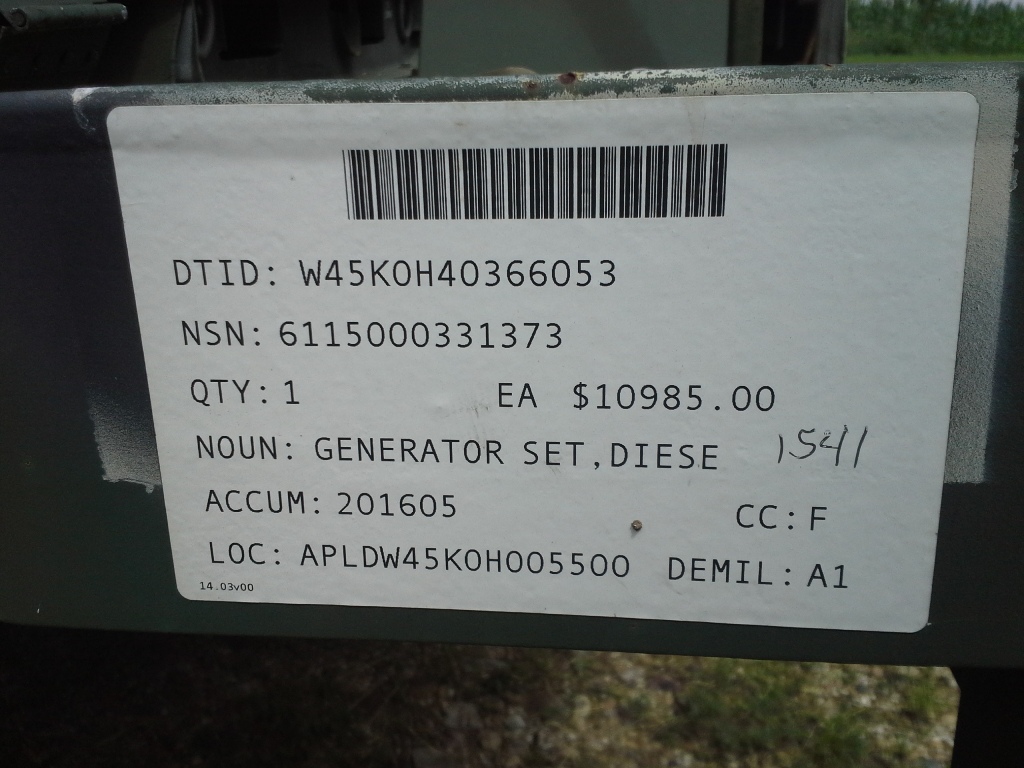 DTID: W45K0H40366053
NSN: 6115000331373
QTY: 1 EA $10985.00
NOUN: GENERATOR SET,DIESE 1541
ACCUM: 201605 CC: F
LOC: APLDW45K0H005500 DEMIL: A1
14.03v00